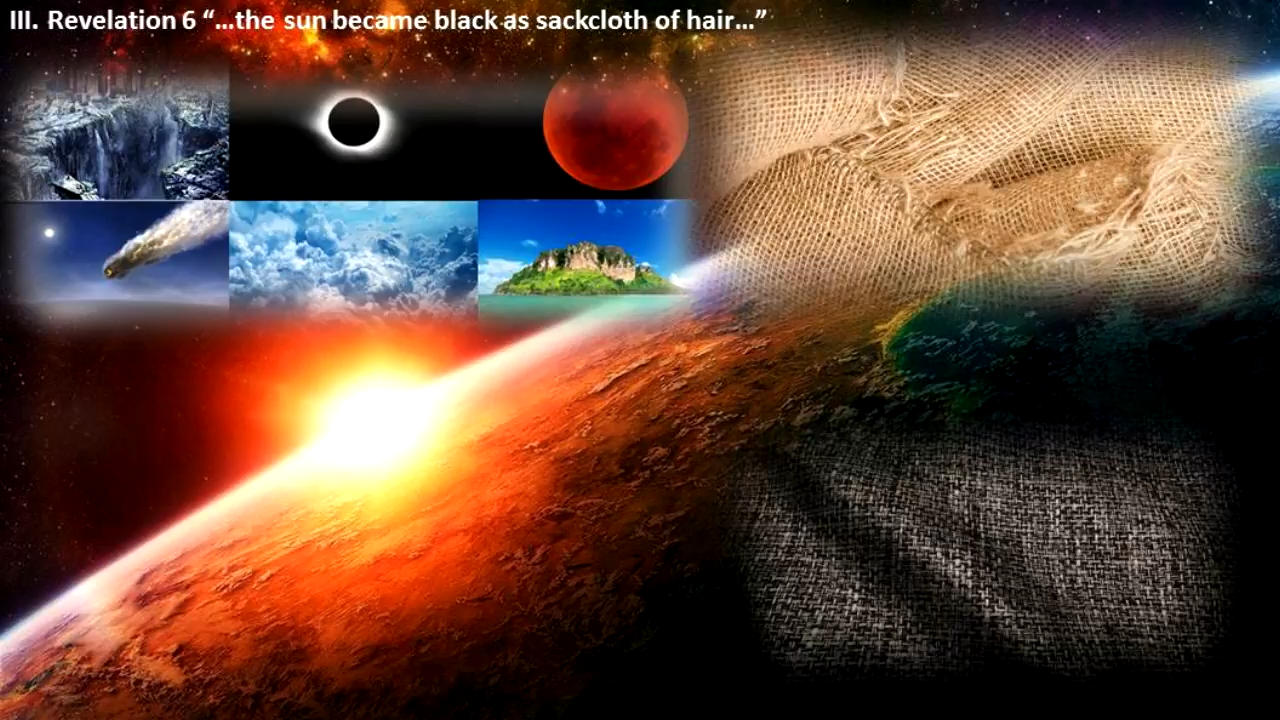 III. Revelation 6 “…the sun became black as sackcloth of hair…”